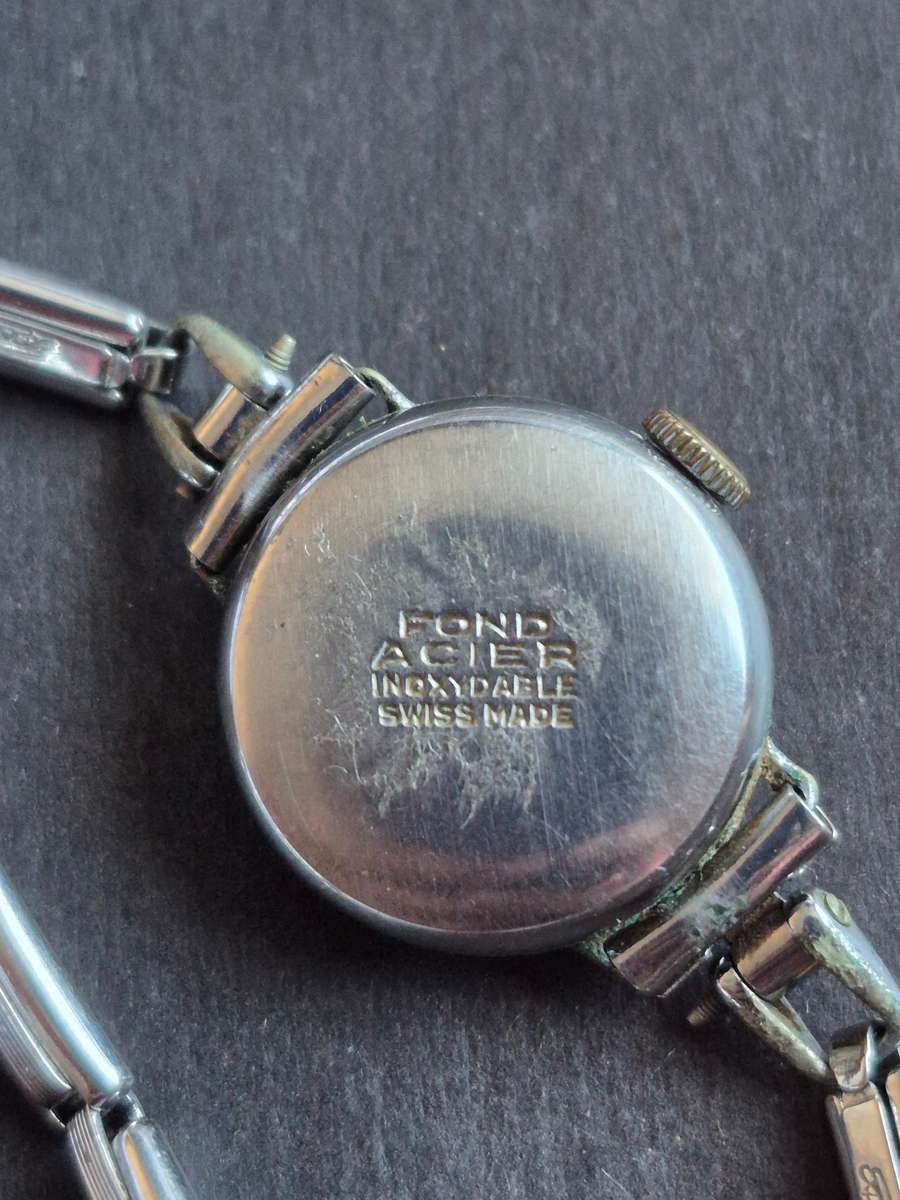 FOND
ACIER
INOXYDABLE
SWISS MADE